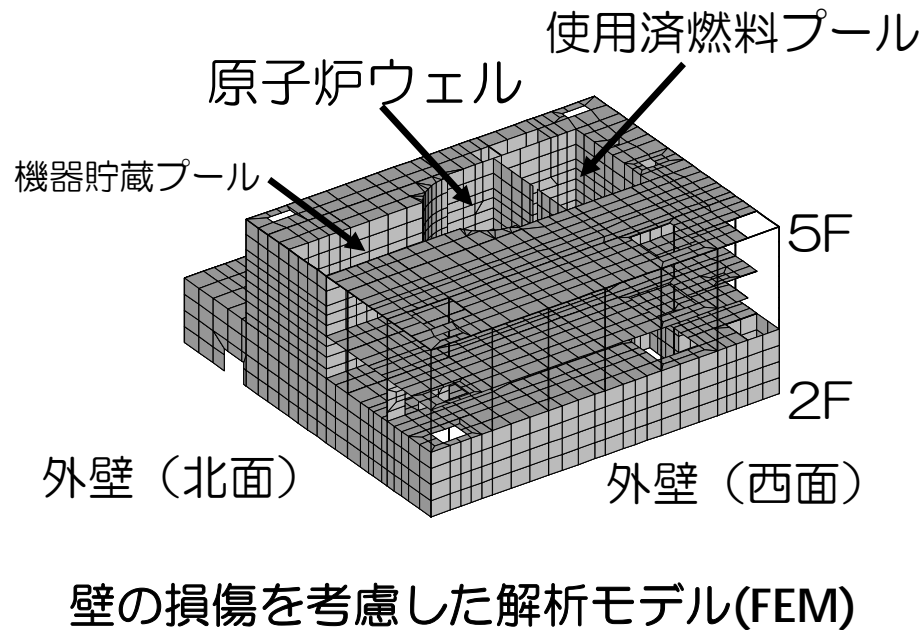 使用済燃料プール
原子炉ウェル
機器貯蔵プール
5F
2F
外壁（北面）
外壁（西面）
壁の損傷を考慮した解析モデル(FEM)